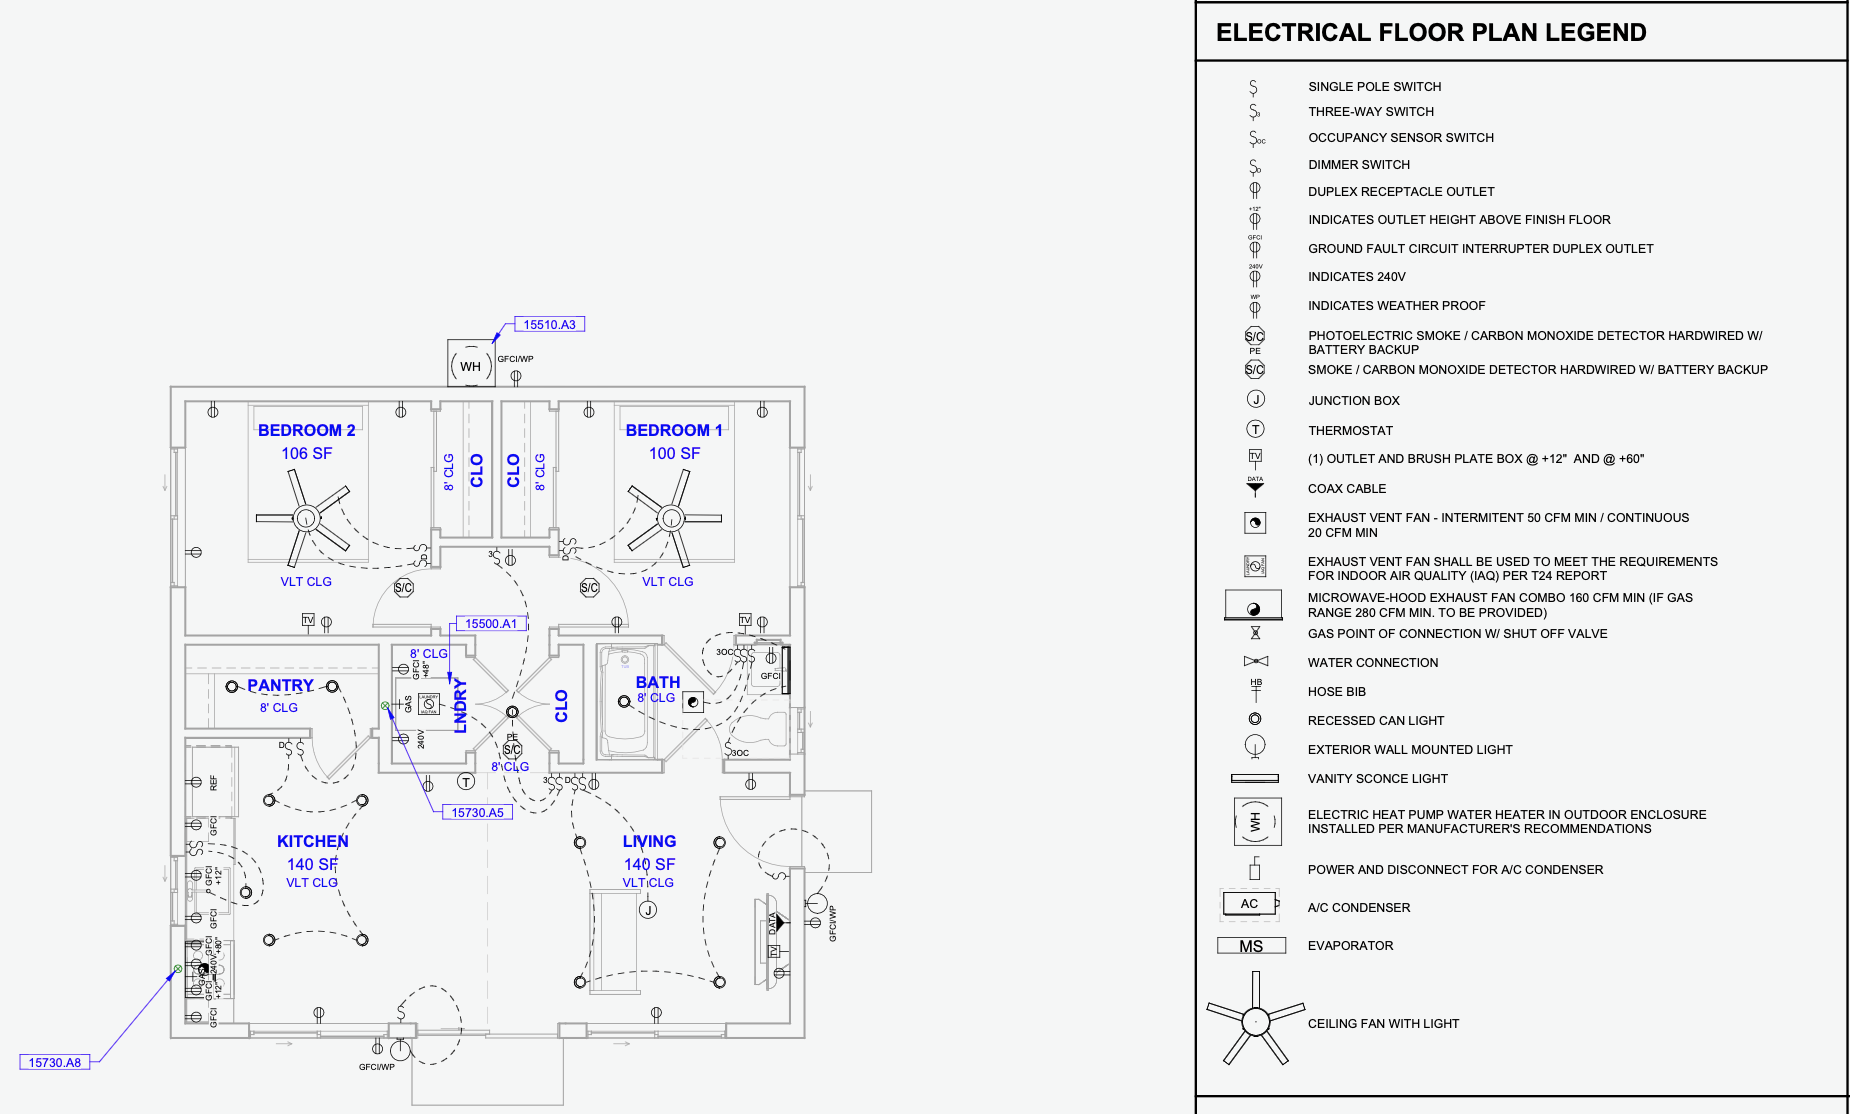 ELECTRICAL FLOOR PLAN LEGEND
SINGLE POLE SWITCH
3
THREE-WAY SWITCH
OC
OCCUPANCY SENSOR SWITCH
D
DIMMER SWITCH
DUPLEX RECEPTACLE OUTLET
+12"
INDICATES OUTLET HEIGHT ABOVE FINISH FLOOR
GFCI
GROUND FAULT CIRCUIT INTERRUPTER DUPLEX OUTLET
240V
INDICATES 240V
WP
INDICATES WEATHER PROOF
S/C
PE
PHOTOELECTRIC SMOKE / CARBON MONOXIDE DETECTOR HARDWIRED W/
BATTERY BACKUP
S/C
SMOKE / CARBON MONOXIDE DETECTOR HARDWIRED W/ BATTERY BACKUP
J
JUNCTION BOX
T
THERMOSTAT
TV
(1) OUTLET AND BRUSH PLATE BOX @ +12" AND @ +60"
DATA
COAX CABLE
EXHAUST VENT FAN - INTERMITENT 50 CFM MIN / CONTINUOUS
20 CFM MIN
EXHAUST VENT FAN SHALL BE USED TO MEET THE REQUIREMENTS
FOR INDOOR AIR QUALITY (IAQ) PER T24 REPORT
MICROWAVE-HOOD EXHAUST FAN COMBO 160 CFM MIN (IF GAS
RANGE 280 CFM MIN. TO BE PROVIDED)
GAS POINT OF CONNECTION W/ SHUT OFF VALVE
WATER CONNECTION
HB
HOSE BIB
RECESSED CAN LIGHT
EXTERIOR WALL MOUNTED LIGHT
VANITY SCONCE LIGHT
WH
ELECTRIC HEAT PUMP WATER HEATER IN OUTDOOR ENCLOSURE
INSTALLED PER MANUFACTURER'S RECOMMENDATIONS
POWER AND DISCONNECT FOR A/C CONDENSER
AC
A/C CONDENSER
MS
EVAPORATOR
CEILING FAN WITH LIGHT
15510.A3
WH
GFCI/WP
BEDROOM 2
106 SF
VLT CLG
8' CLG
CLO
CLO
8' CLG
BEDROOM 1
100 SF
VLT CLG
D
3
D
S/C
S/C
TV
TV
15500.A1
8' CLG
GFCI
+48"
GAS
LAUNDRY
IAQ FAN
240V
LNDRY
PANTRY
8' CLG
CLO
BATH
8' CLG
3OC
GFCI
3OC
PE
S/C
8' CLG
D
T
3
D
15730.A5
REF
GFCI
KITCHEN
140 SF
VLT CLG
LIVING
140 SF
VLT CLG
J
GFCI
+12"
GFCI
GFCI
+80"
240V
GAS
GFCI
+12"
GFCI
DATA
TV
GFCI/WP
GFCI/WP
15730.A8